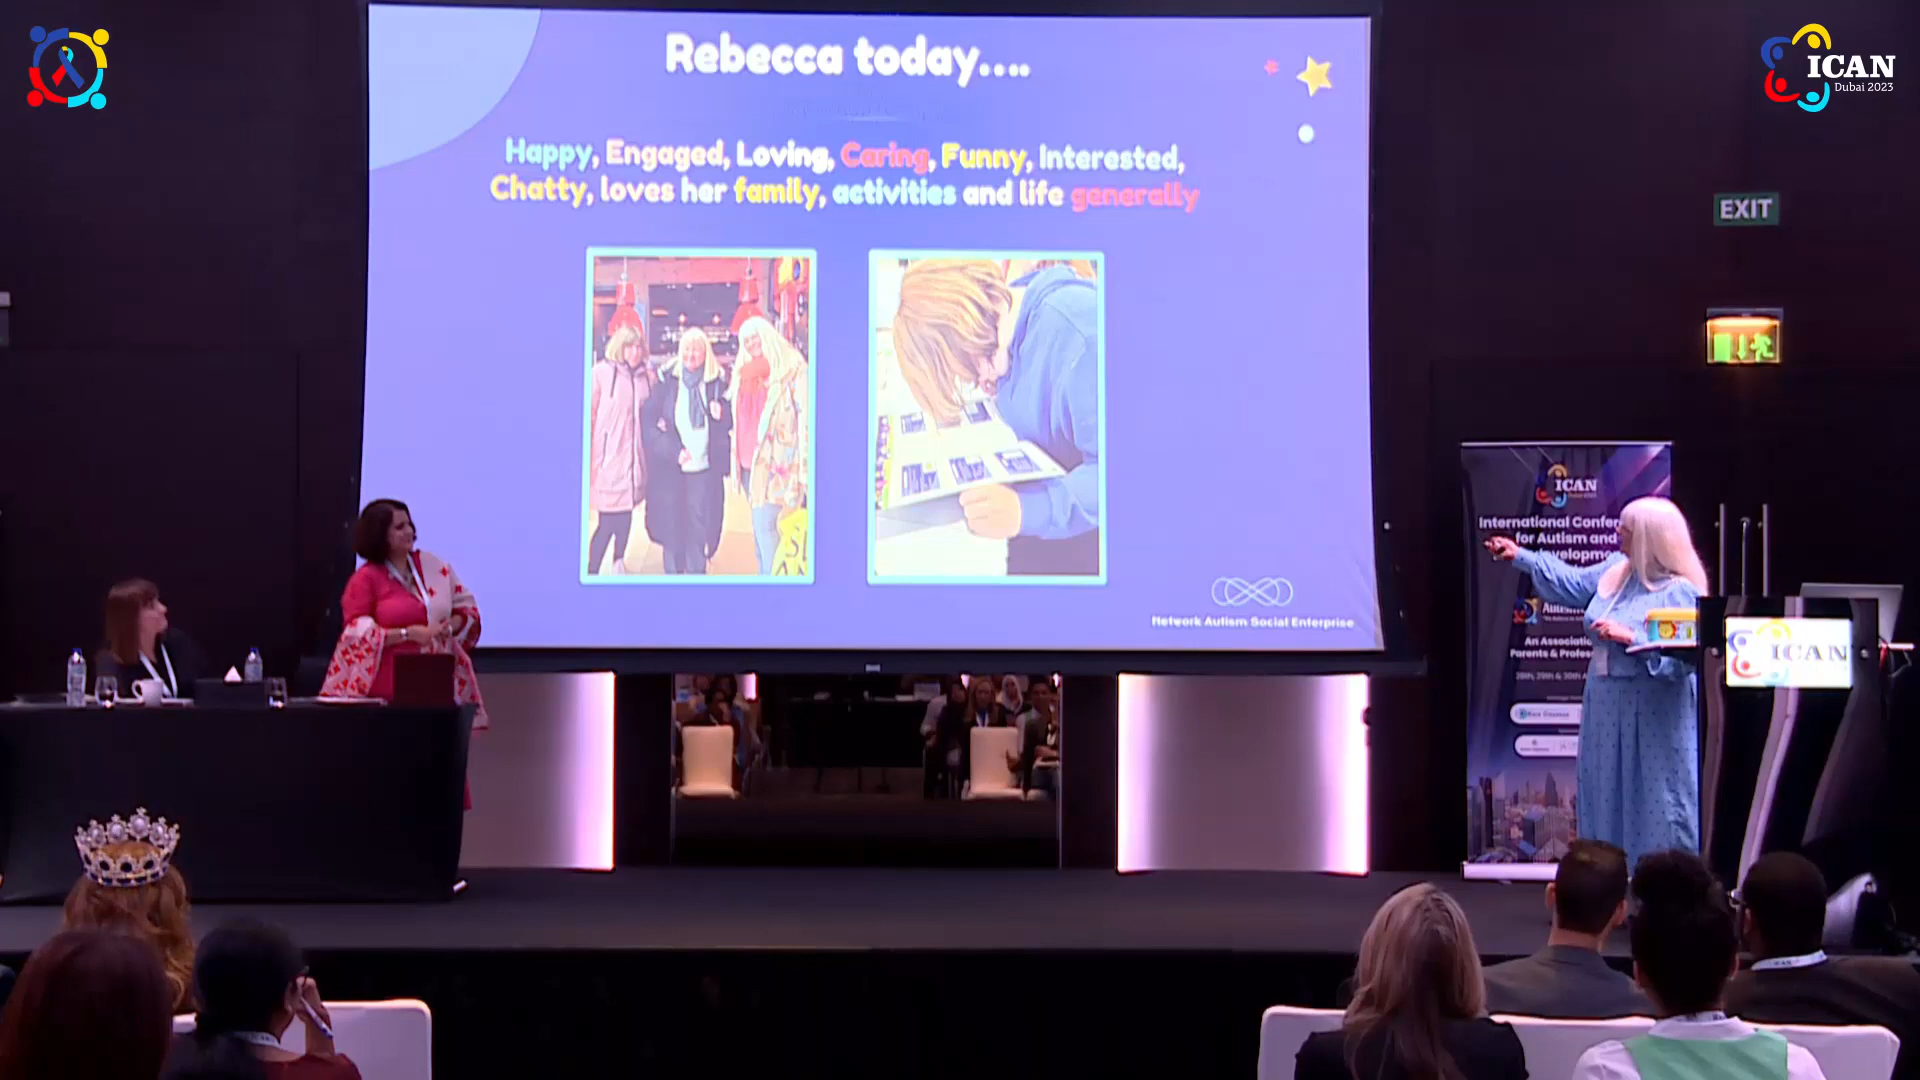 Rebecca today....
Happy, Engaged, Loving, Caring, Funny, Interested,
Chatty, loves her family, activities and life generally
Network Autism Social Enterprise
ICAN
Dubai 2023
EXIT
ICAN
International Confer
for Autism and
An Associati
Parents & Profes
ICAN